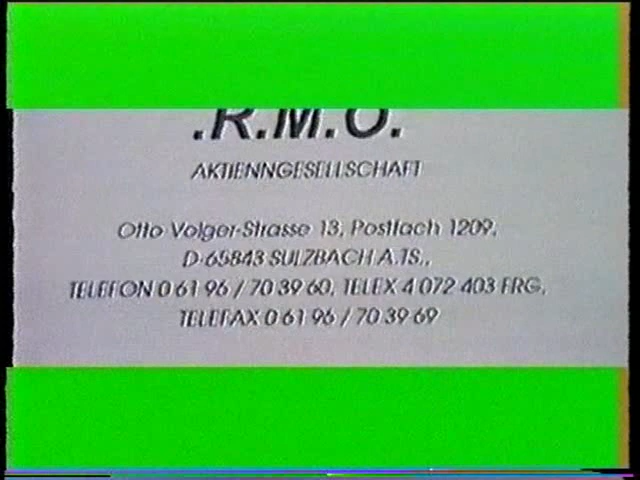 .R.M.O.
AKTIENNGESELLSCHAFT
Otto Volger-Strasse 13, Postfach 1209,
D-65843 SULZBACH A.TS.,
TELEFON 0 61 96 / 70 39 60, TELEX 4 072 403 FRG,
TELEFAX 0 61 96 / 70 39 69